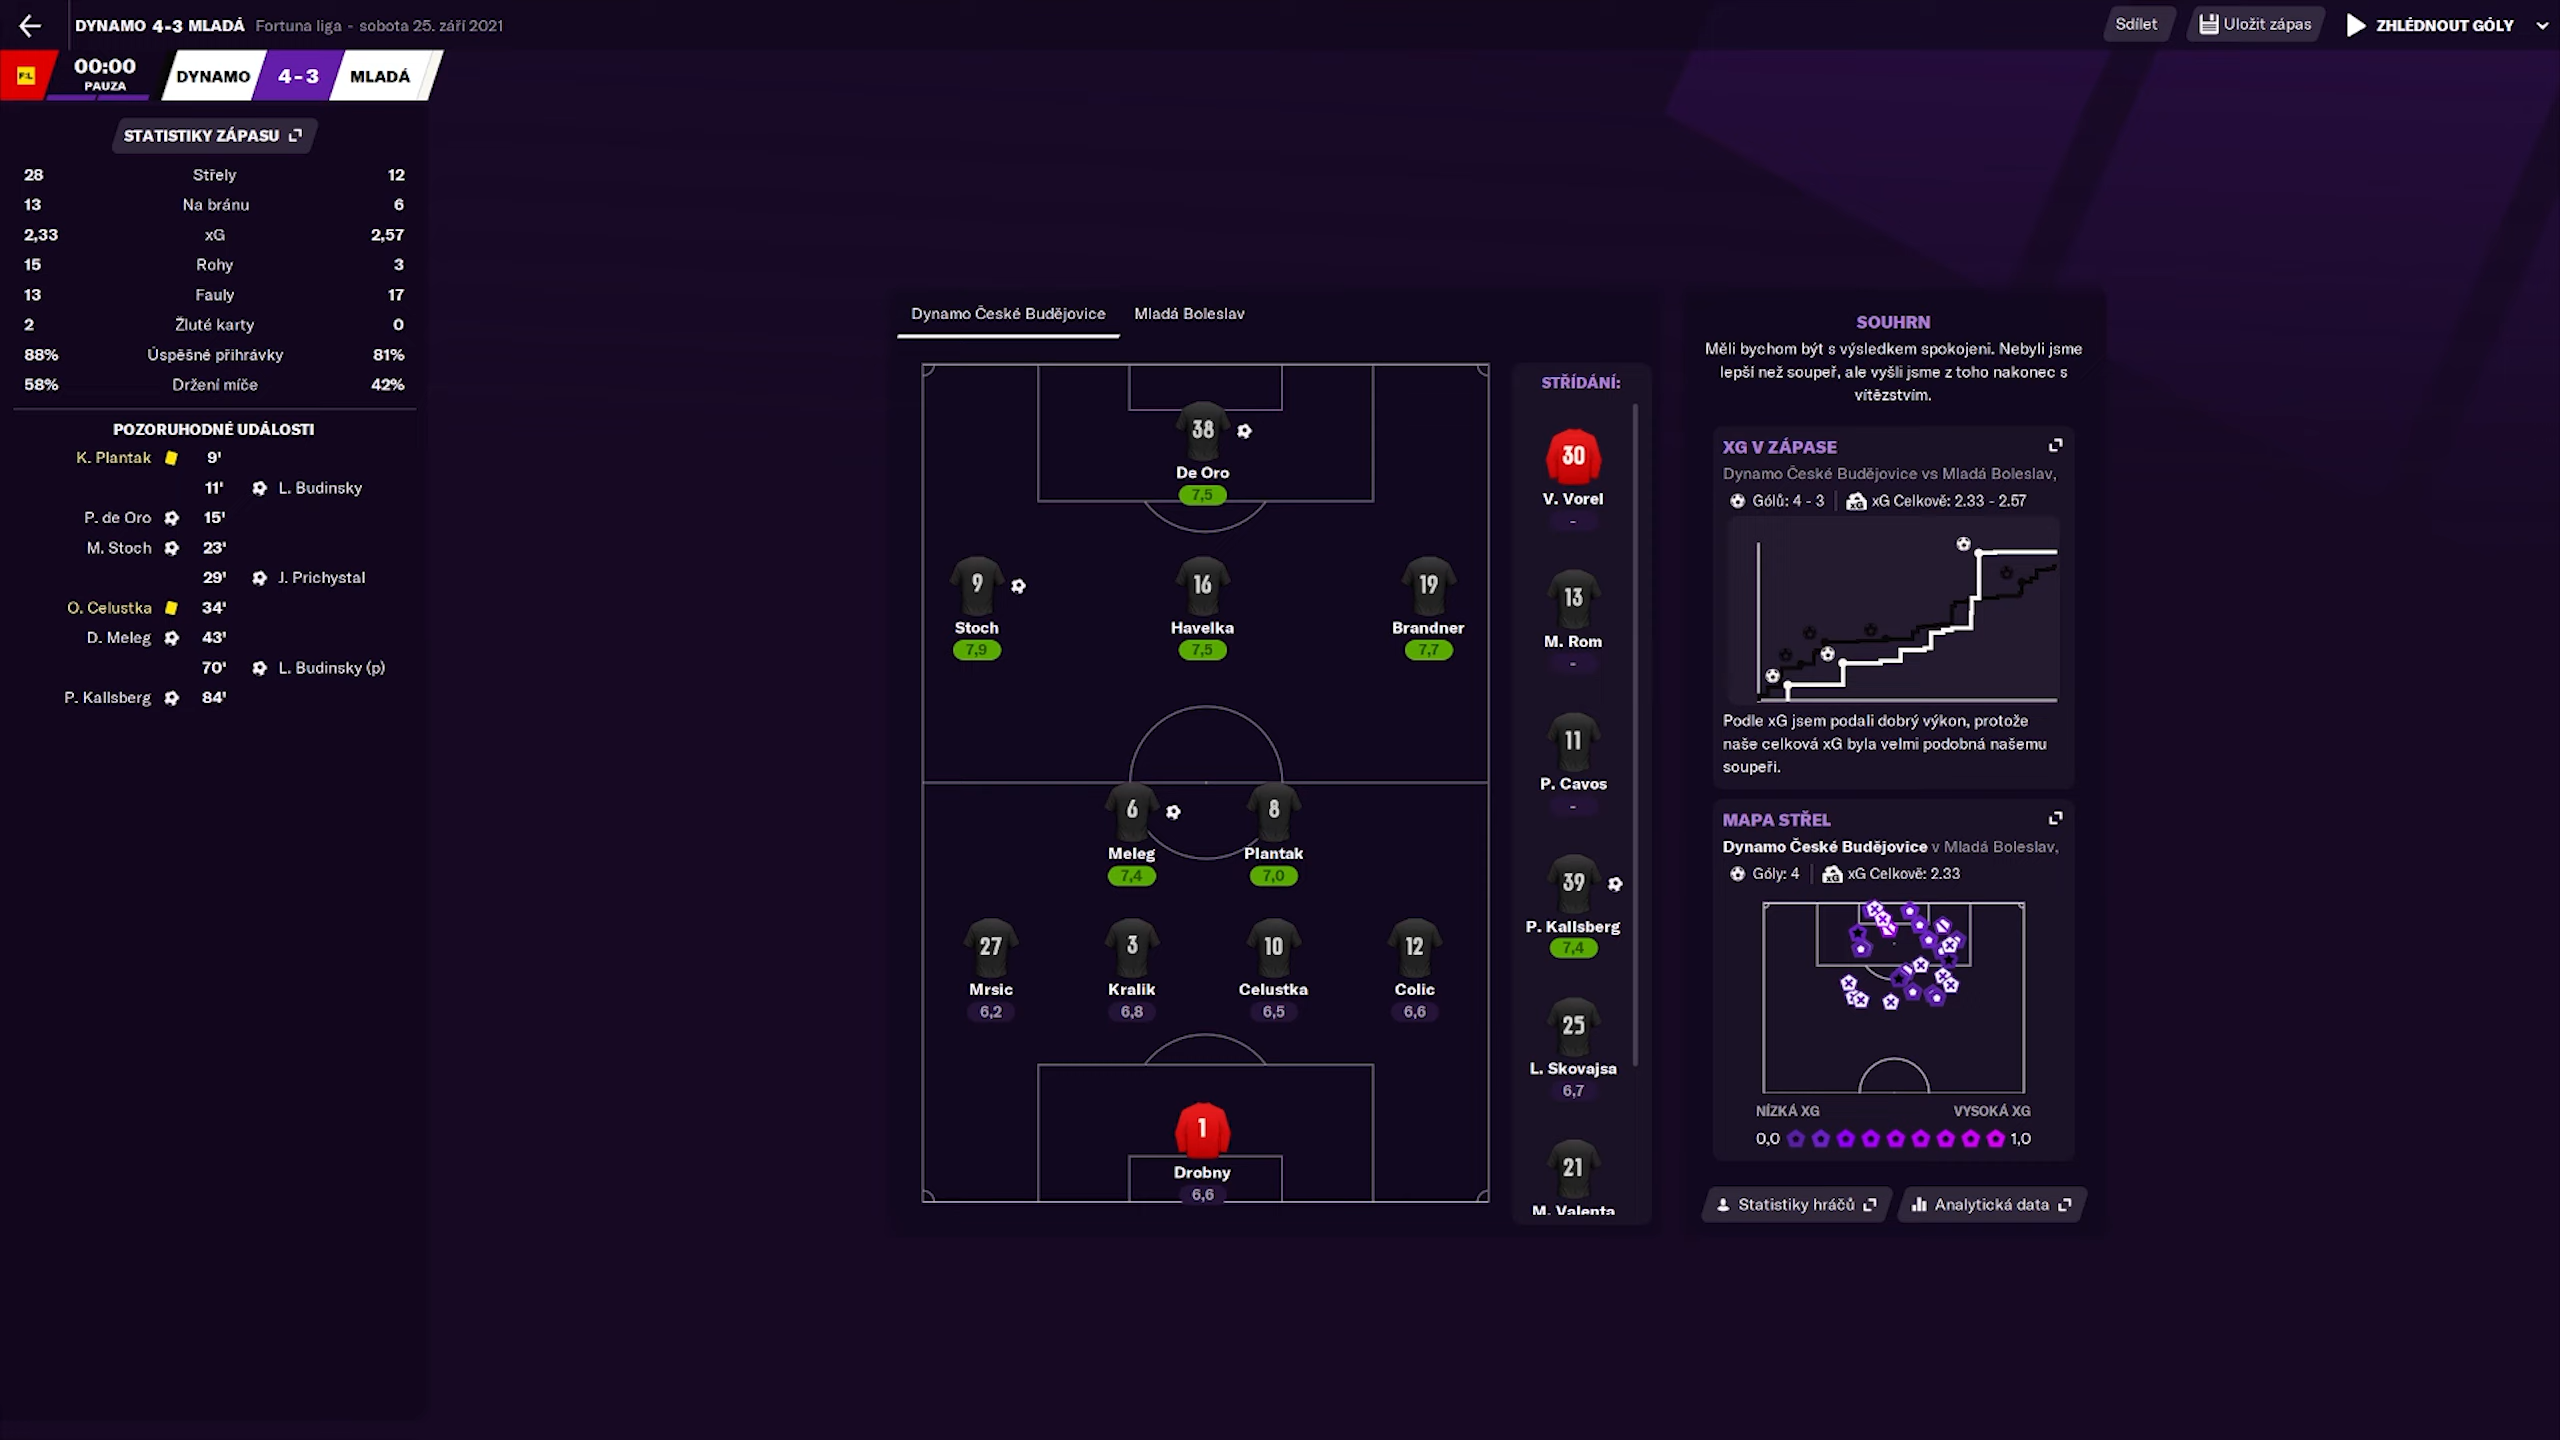 DYNAMO 4-3 MLADÁ Fortuna liga - sobota 25. září 2021
Sdílet
Uložit zápas
ZHLÉDNOUT GÓLY
F:L
00:00
PAUZA
DYNAMO 4-3 MLADÁ
STATISTIKY ZÁPASU
28 Střely 12
13 Na bránu 6
2,33 xG 2,57
15 Rohy 3
13 Fauly 17
2 Žluté karty 0
88% Úspěšné přihrávky 81%
58% Držení míče 42%
POZORUHODNÉ UDÁLOSTI
K. Plantak 9'
11' L. Budinsky
P. de Oro 15'
M. Stoch 23'
29' J. Prichystal
O. Celustka 34'
D. Meleg 43'
70' L. Budinsky (p)
P. Kallsberg 84'
Dynamo České Budějovice
Mladá Boleslav
38
De Oro
7,5
9 16 19
Stoch Havelka Brandner
7,9 7,5 7,7
6 8
Meleg Plantak
7,4 7,0
27 3 10 12
Mrsic Kralik Celustka Colic
6,2 6,8 6,5 6,6
1
Drobny
6,6
STŘÍDÁNÍ:
30
V. Vorel
-
13
M. Rom
-
11
P. Cavos
-
39
P. Kallsberg
7,4
25
L. Skovajsa
6,7
21
M. Valenta
SOUHRN
Měli bychom být s výsledkem spokojeni. Nebyli jsme
lepší než soupeř, ale vyšli jsme z toho nakonec s
vítězstvím.
XG V ZÁPASE
Dynamo České Budějovice vs Mladá Boleslav,
Gólů: 4 - 3 xG Celkově: 2.33 - 2.57
Podle xG jsem podali dobrý výkon, protože
naše celková xG byla velmi podobná našemu
soupeři.
MAPA STŘEL
Dynamo České Budějovice v Mladá Boleslav,
Góly: 4 xG Celkově: 2.33
NÍZKÁ XG VYSOKÁ XG
0,0 1,0
Statistiky hráčů
Analytická data